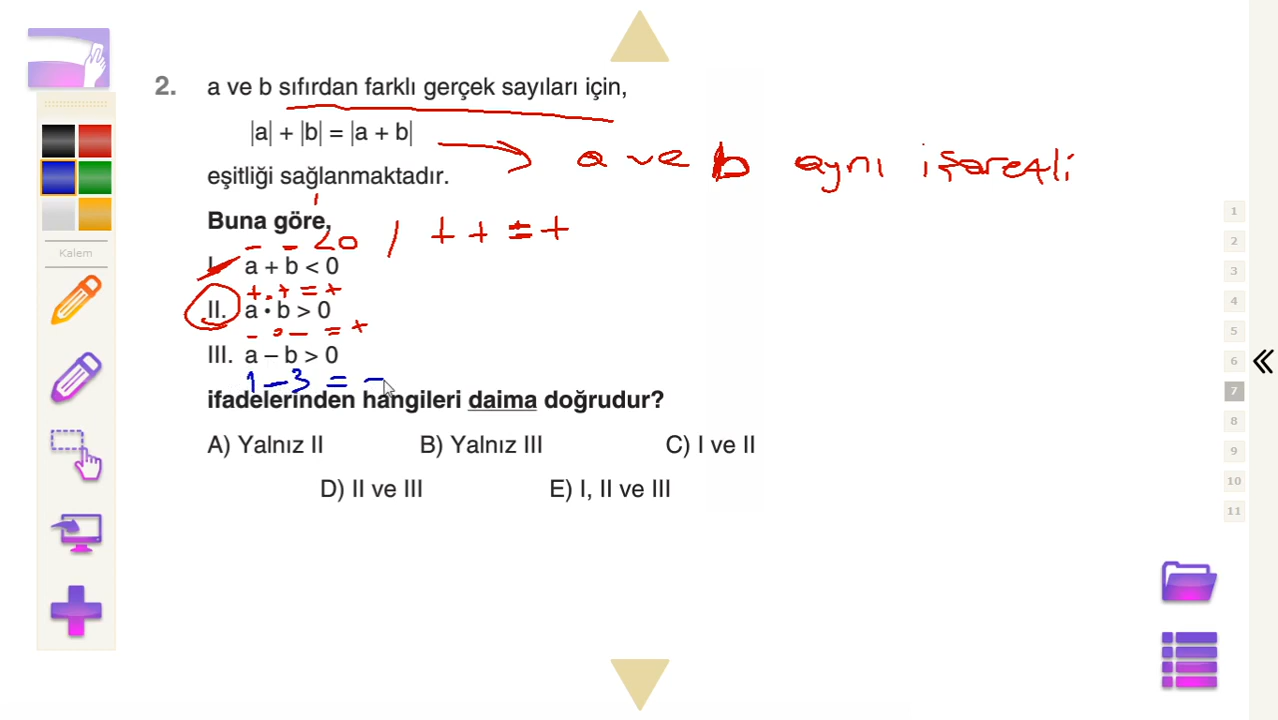 2. a ve b sıfırdan farklı gerçek sayıları için,
|a| + |b| = |a + b|
a ve b aynı işaretli
eşitliği sağlanmaktadır.
Buna göre,
- - <0 / + + = +
I. a + b < 0
+ . + = +
II. a • b > 0
- . - = +
III. a – b > 0
1 - 3 = -
ifadelerinden hangileri daima doğrudur?
A) Yalnız II B) Yalnız III C) I ve II
D) II ve III E) I, II ve III
Kalem
1
2
3
4
5
6
7
8
9
10
11